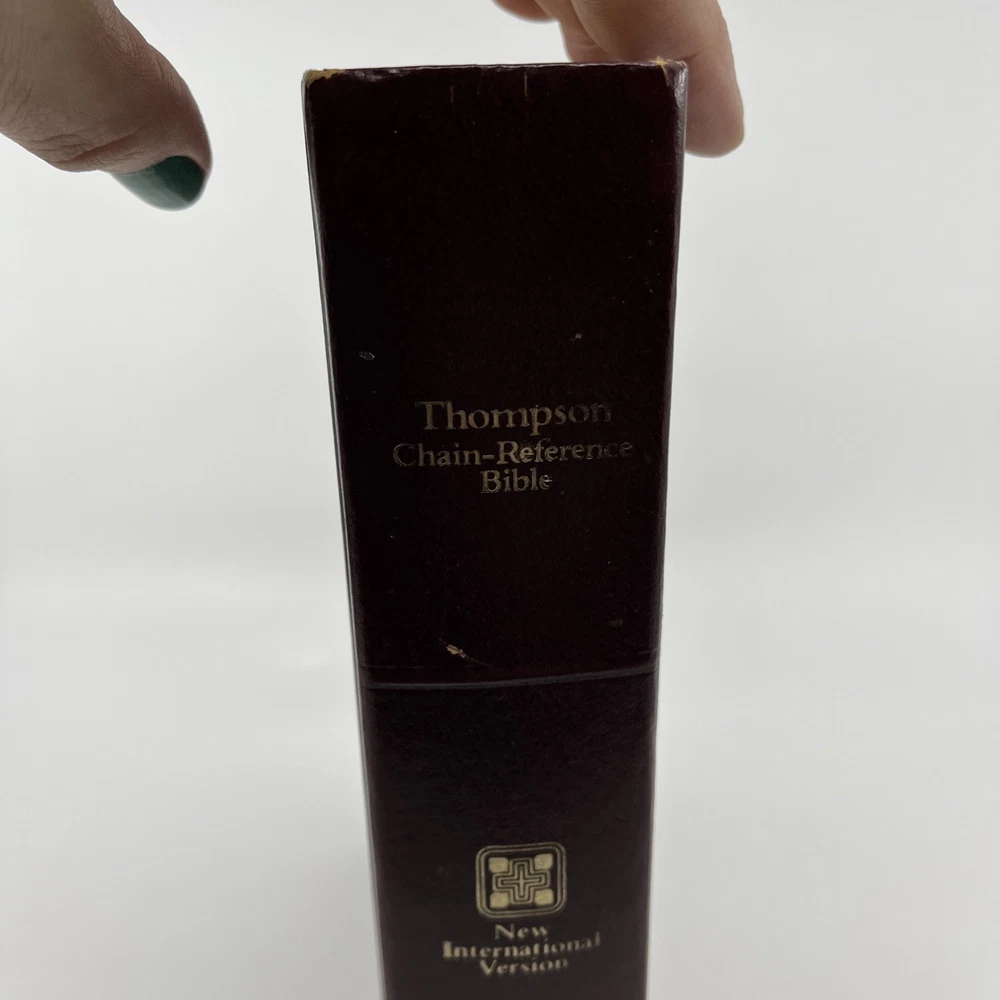 Thompson
Chain-Reference
Bible
New
International
Version